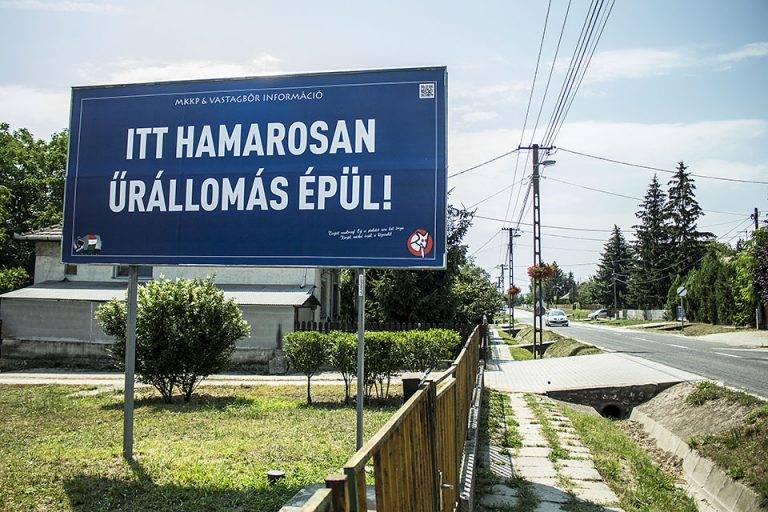 MKKP & VASTAGBŐR INFORMÁCIÓ
ITT HAMAROSAN
ŰRÁLLOMÁS ÉPÜL!